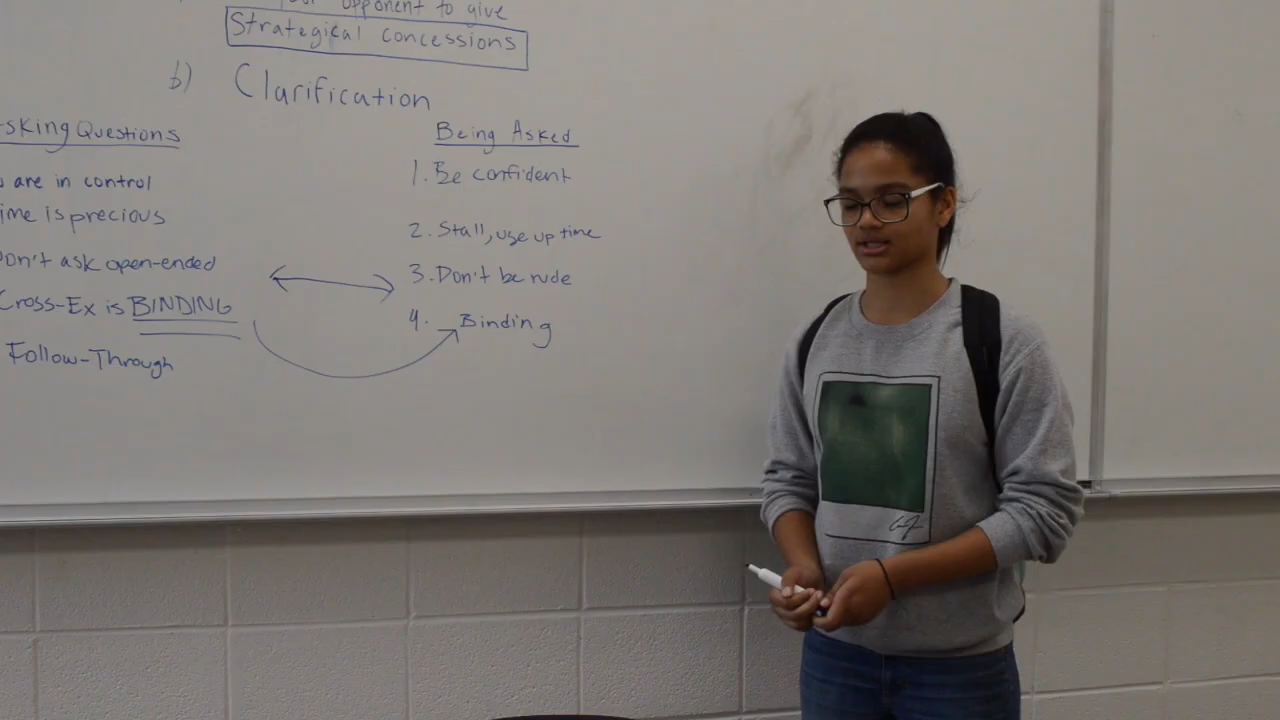 opponent to give
Strategical concessions
b) Clarification
sking Questions
are in control
ime is precious
Don't ask open-ended
Cross-Ex is BINDING
Follow-Through
Being Asked
1. Be confident
2. Stall, use up time
3. Don't be rude
4. Binding